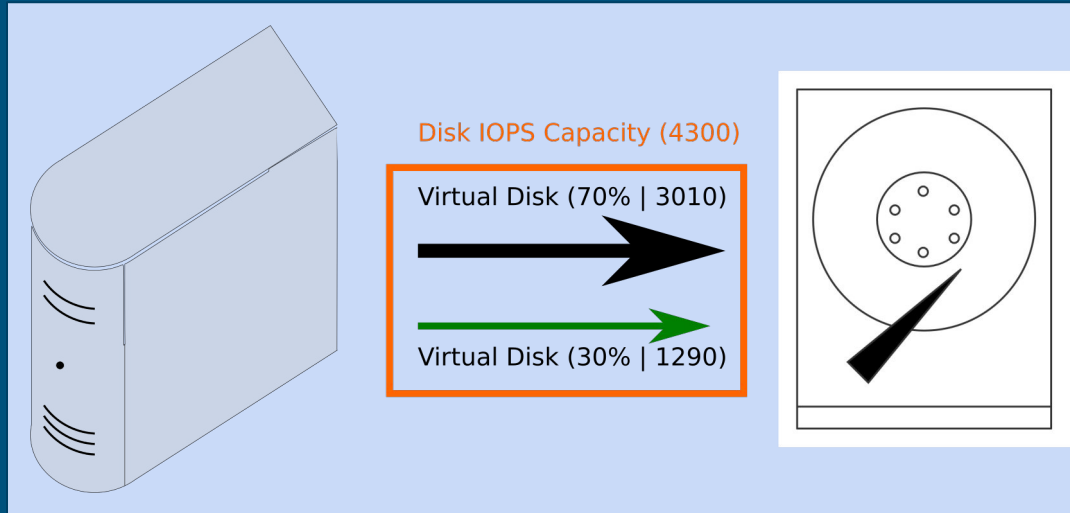 Disk IOPS Capacity (4300)
Virtual Disk (70% | 3010)
Virtual Disk (30% | 1290)